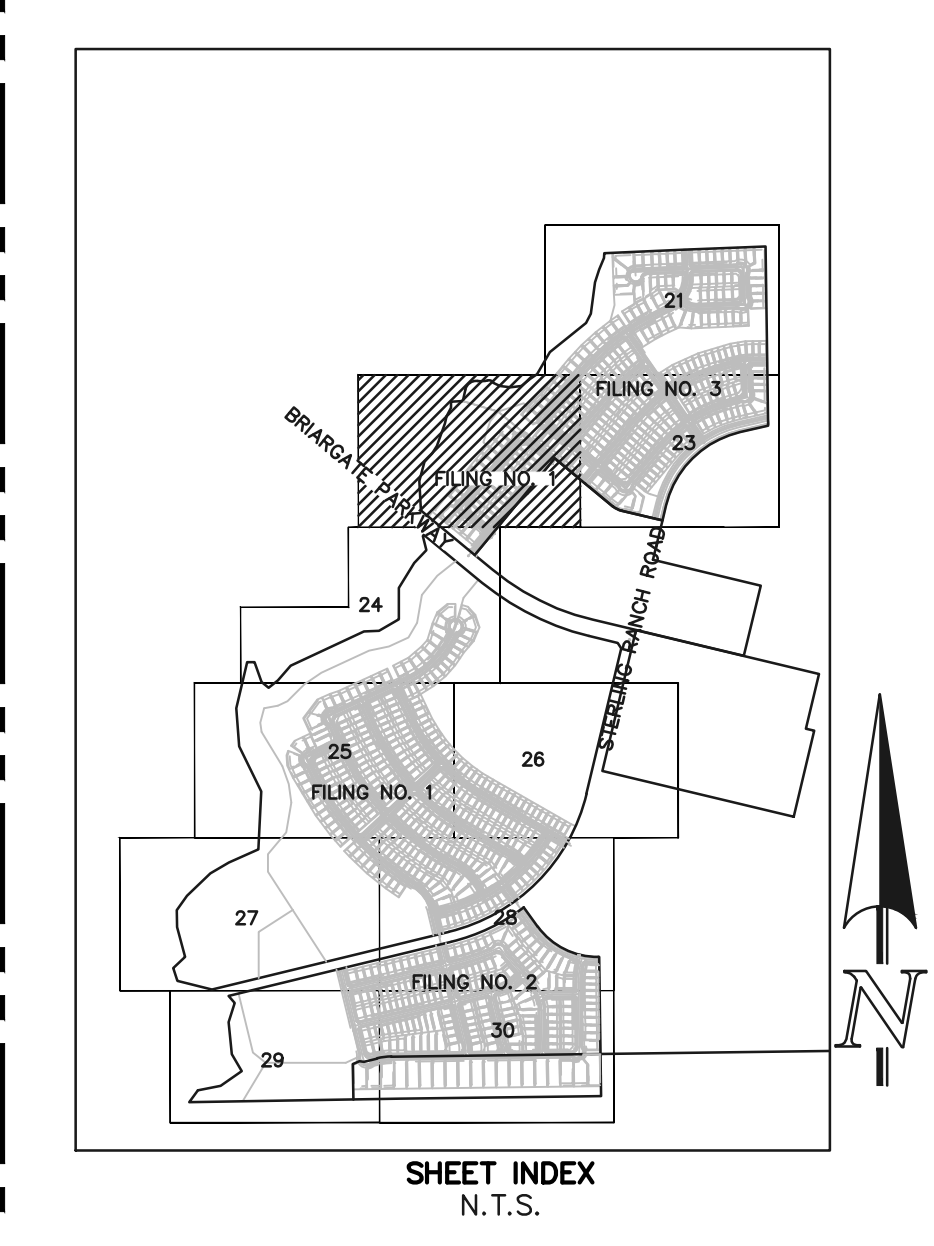 21
FILING NO. 3
BRIARGATE PARKWAY
23
FILING NO. 1
STERLING RANCH ROAD
24
25
26
FILING NO. 1
27
28
FILING NO. 2
30
29
N
SHEET INDEX
N.T.S.